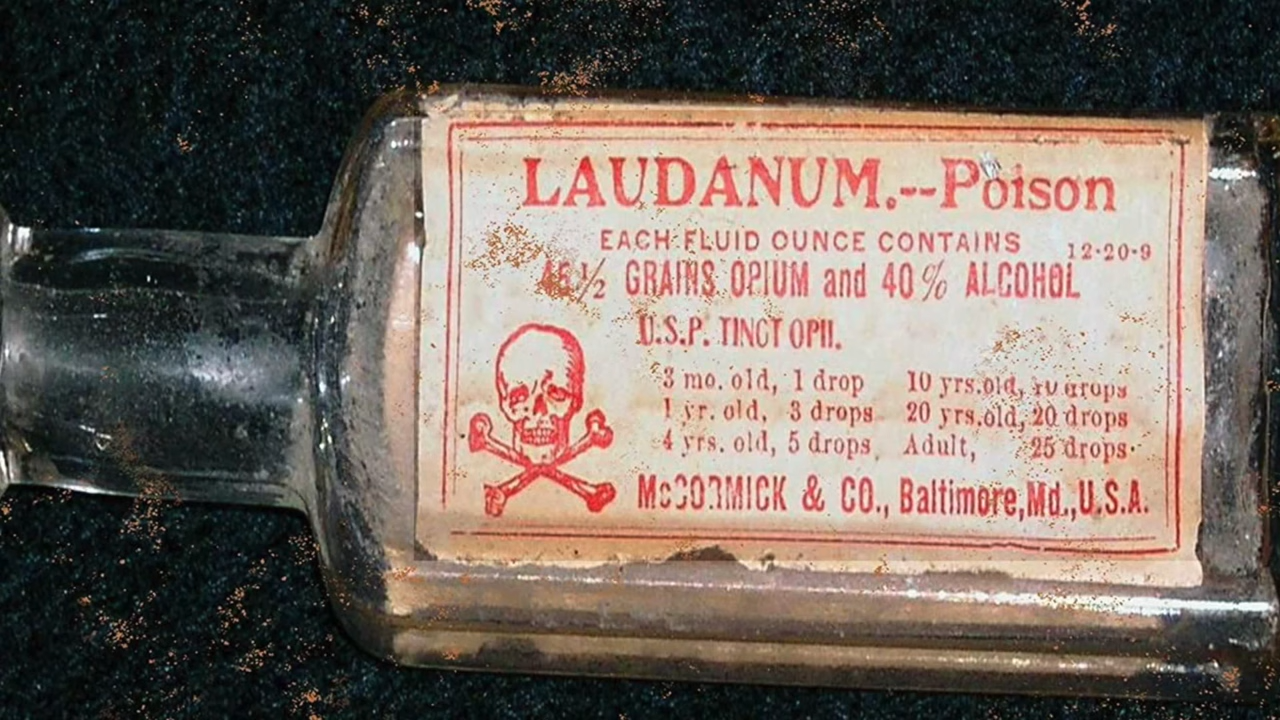 LAUDANUM.--Poison
EACH FLUID OUNCE CONTAINS
12-20-9
½ GRAINS OPIUM and 40% ALCOHOL
U.S.P. TINCT OPII.
3 mo. old, 1 drop 10 yrs.old, 10 drops
1 yr. old, 3 drops 20 yrs.old, 20 drops
4 yrs. old, 5 drops Adult, 25 drops
McCORMICK & CO., Baltimore,Md.,U.S.A.